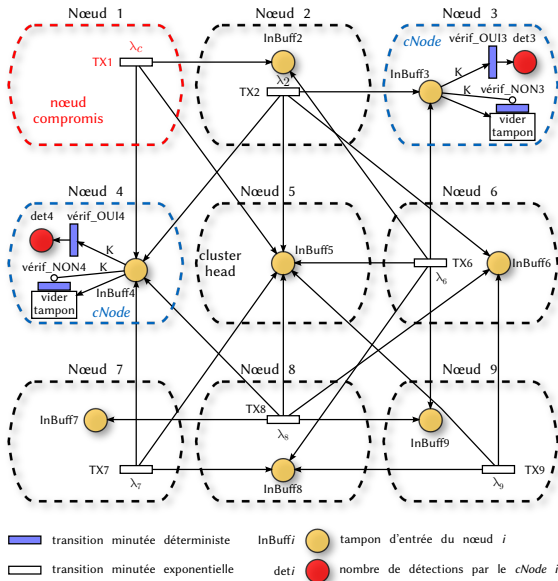 Nœud 1 Nœud 2 Nœud 3
λc
TX1
nœud
compromis
InBuff2
λ2
TX2
cNode vérif_OUI3 det3
InBuff3
K
K
vérif_NON3
vider
tampon
Nœud 4 Nœud 5 Nœud 6
det4 vérif_OUI4
K
vérif_NON4
K
InBuff4
vider
tampon
cNode
cluster
head
InBuff5
TX6
λ6
InBuff6
Nœud 7 Nœud 8 Nœud 9
InBuff7
TX7
λ7
TX8
λ8
InBuff8
InBuff9
TX9
λ9
transition minutée déterministe
InBuffi tampon d'entrée du nœud i
transition minutée exponentielle
deti nombre de détections par le cNode i